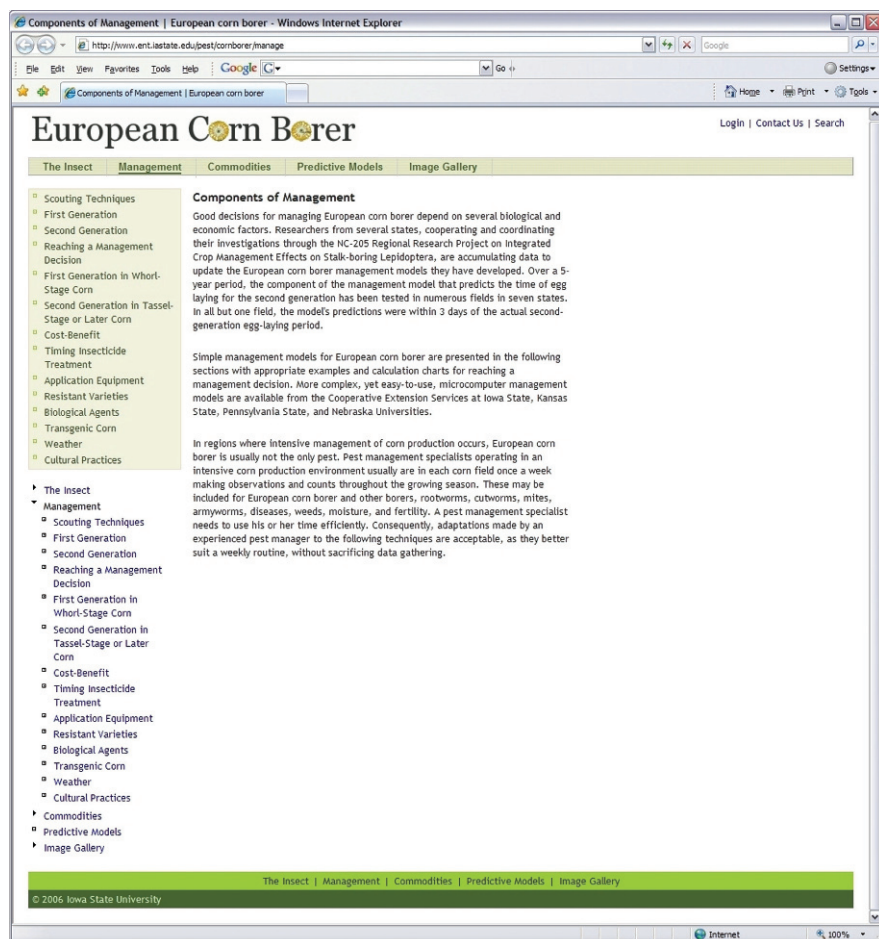 Components of Management | European corn borer - Windows Internet Explorer
http://www.ent.iastate.edu/pest/cornborer/manage
Google
File Edit View Favorites Tools Help Google G Go Settings
Components of Management | European corn borer Home Print Tools
European Corn Borer
Login | Contact Us | Search
The Insect Management Commodities Predictive Models Image Gallery
Scouting Techniques
First Generation
Second Generation
Reaching a Management
Decision
First Generation in Whorl-
Stage Corn
Second Generation in Tassel-
Stage or Later Corn
Cost-Benefit
Timing Insecticide
Treatment
Application Equipment
Resistant Varieties
Biological Agents
Transgenic Corn
Weather
Cultural Practices
The Insect
Management
Scouting Techniques
First Generation
Second Generation
Reaching a Management
Decision
First Generation in
Whorl-Stage Corn
Second Generation in
Tassel-Stage or Later
Corn
Cost-Benefit
Timing Insecticide
Treatment
Application Equipment
Resistant Varieties
Biological Agents
Transgenic Corn
Weather
Cultural Practices
Commodities
Predictive Models
Image Gallery
Components of Management
Good decisions for managing European corn borer depend on several biological and
economic factors. Researchers from several states, cooperating and coordinating
their investigations through the NC-205 Regional Research Project on Integrated
Crop Management Effects on Stalk-boring Lepidoptera, are accumulating data to
update the European corn borer management models they have developed. Over a 5-
year period, the component of the management model that predicts the time of egg
laying for the second generation has been tested in numerous fields in seven states.
In all but one field, the model's predictions were within 3 days of the actual second-
generation egg-laying period.
Simple management models for European corn borer are presented in the following
sections with appropriate examples and calculation charts for reaching a
management decision. More complex, yet easy-to-use, microcomputer management
models are available from the Cooperative Extension Services at Iowa State, Kansas
State, Pennsylvania State, and Nebraska Universities.
In regions where intensive management of corn production occurs, European corn
borer is usually not the only pest. Pest management specialists operating in an
intensive corn production environment usually are in each corn field once a week
making observations and counts throughout the growing season. These may be
included for European corn borer and other borers, rootworms, cutworms, mites,
armyworms, diseases, weeds, moisture, and fertility. A pest management specialist
needs to use his or her time efficiently. Consequently, adaptations made by an
experienced pest manager to the following techniques are acceptable, as they better
suit a weekly routine, without sacrificing data gathering.
The Insect | Management | Commodities | Predictive Models | Image Gallery
© 2006 Iowa State University
Internet 100%